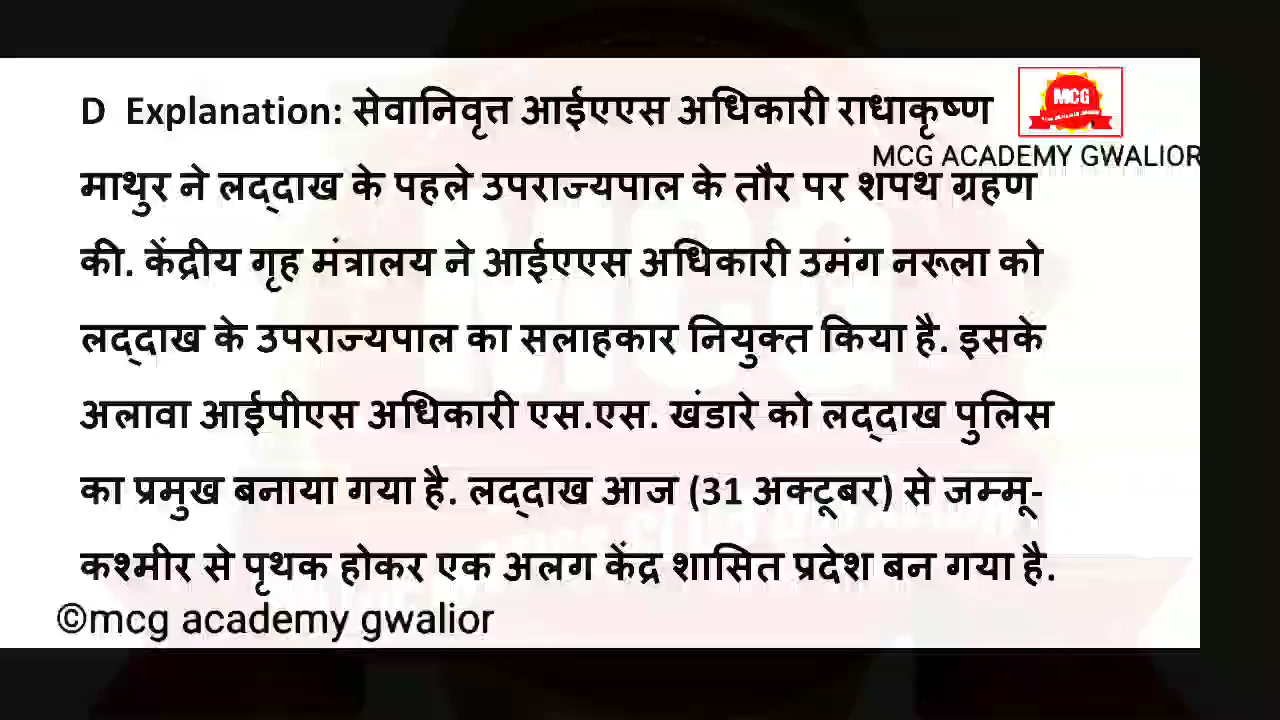 D Explanation: सेवानिवृत्त आईएएस अधिकारी राधाकृष्ण
MCG
MCG ACADEMY GWALIOR
माथुर ने लद्दाख के पहले उपराज्यपाल के तौर पर शपथ ग्रहण
की. केंद्रीय गृह मंत्रालय ने आईएएस अधिकारी उमंग नरूला को
लद्दाख के उपराज्यपाल का सलाहकार नियुक्त किया है. इसके
अलावा आईपीएस अधिकारी एस.एस. खंडारे को लद्दाख पुलिस
का प्रमुख बनाया गया है. लद्दाख आज (31 अक्टूबर) से जम्मू-
कश्मीर से पृथक होकर एक अलग केंद्र शासित प्रदेश बन गया है.
©mcg academy gwalior